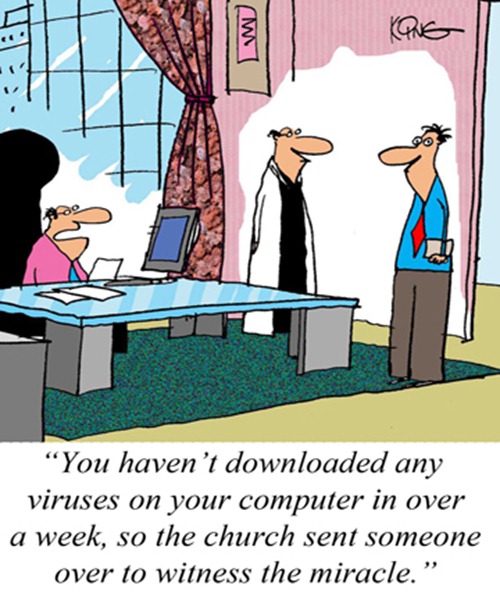 KONG
“You haven’t downloaded any
viruses on your computer in over
a week, so the church sent someone
over to witness the miracle.”